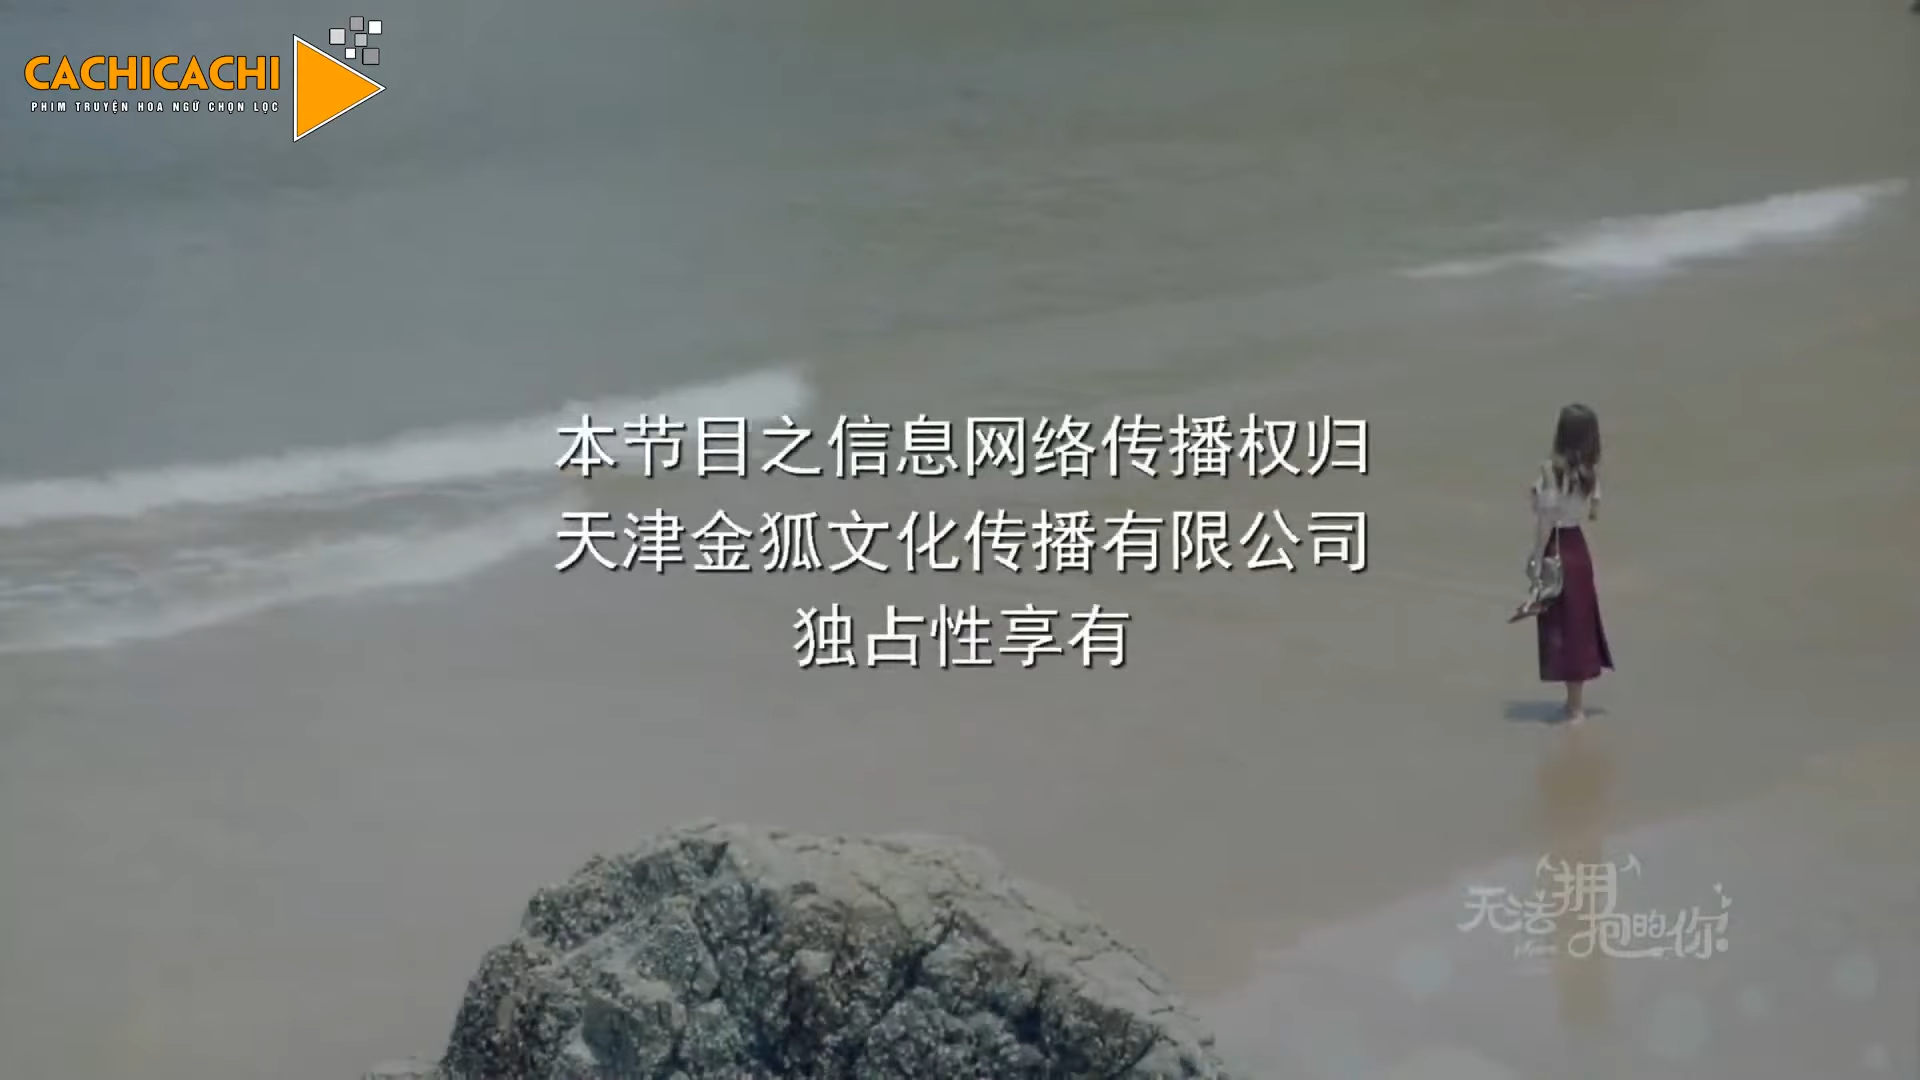 CACHICACHI
PHIM TRUYỆN HOA NGỮ CHỌN LỌC
本节目之信息网络传播权归
天津金狐文化传播有限公司
独占性享有
无法拥抱的你